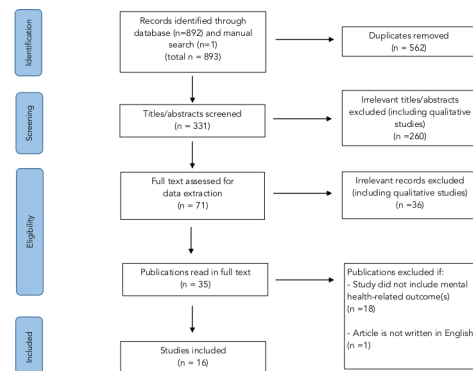 Identification
Records identified through
database (n=892) and manual
search (n=1)
(total n = 893)
Duplicates removed
(n = 562)
Screening
Titles/abstracts screened
(n = 331)
Irrelevant titles/abstracts
excluded (including qualitative
studies)
(n=260)
Eligibility
Full text assessed for
data extraction
(n = 71)
Irrelevant records excluded
(including qualitative studies)
(n =36)
Publications read in full text
(n = 35)
Publications excluded if:
- Study did not include mental
health-related outcome(s)
(n =18)
- Article is not written in English
(n =1)
Included
Studies included
(n = 16)